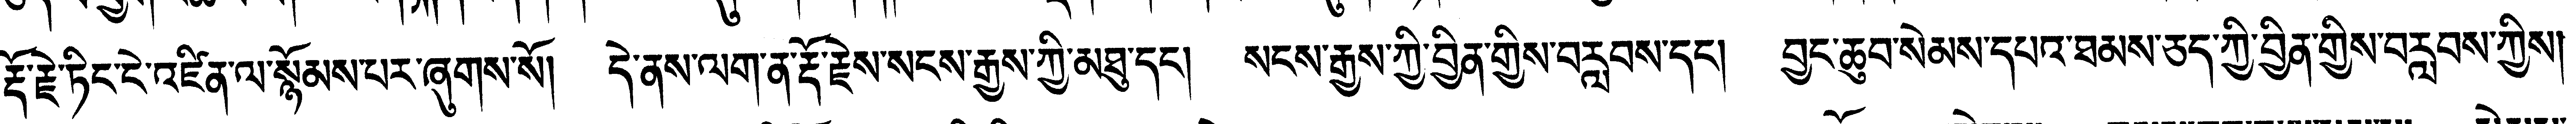 རྡོ་རྗེ་ཏིང་ངེ་འཛིན་ལ་སྙོམས་པར་ཞུགས་སོ། དེ་ནས་ལག་ན་རྡོ་རྗེས་སངས་རྒྱས་ཀྱི་མཐུ་དང། སངས་རྒྱས་ཀྱི་བྱིན་གྱིས་བརླབས་དང། བྱང་ཆུབ་སེམས་དཔའ་ཐམས་ཅད་ཀྱི་བྱིན་གྱིས་བརླབས་ཀྱིས།